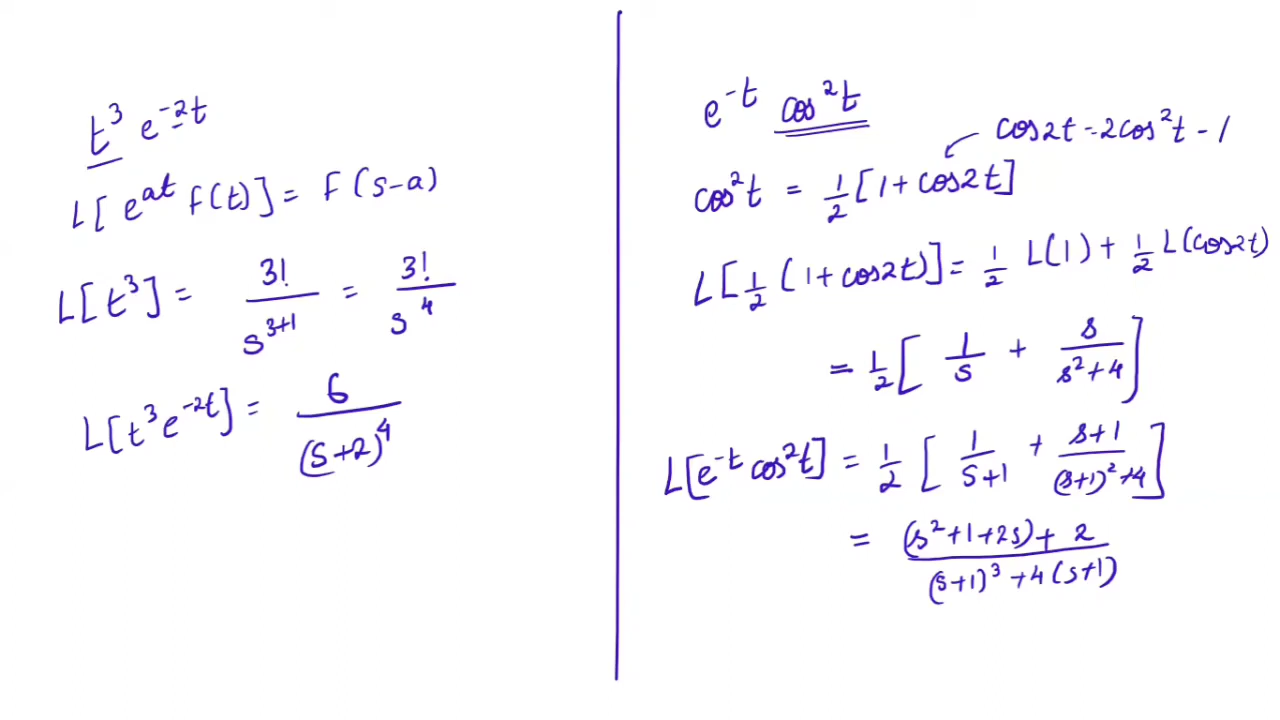 t³ e⁻²ᵗ
L[ eᵃᵗ f(t)] = F(s-a)
L[t³] = 3!/s³⁺¹ = 3!/s⁴
L[t³e⁻²ᵗ] = 6/(s+2)⁴
e⁻ᵗ cos²t
cos2t = 2cos²t - 1
cos²t = 1/2 [1 + cos2t]
L[1/2 (1 + cos2t)] = 1/2 L(1) + 1/2 L(cos2t)
= 1/2 [1/s + s/(s²+4)]
L[e⁻ᵗ cos²t] = 1/2 [1/(s+1) + (s+1)/((s+1)²+4)]
= ((s²+1+2s)+2)/((s+1)³+4(s+1))